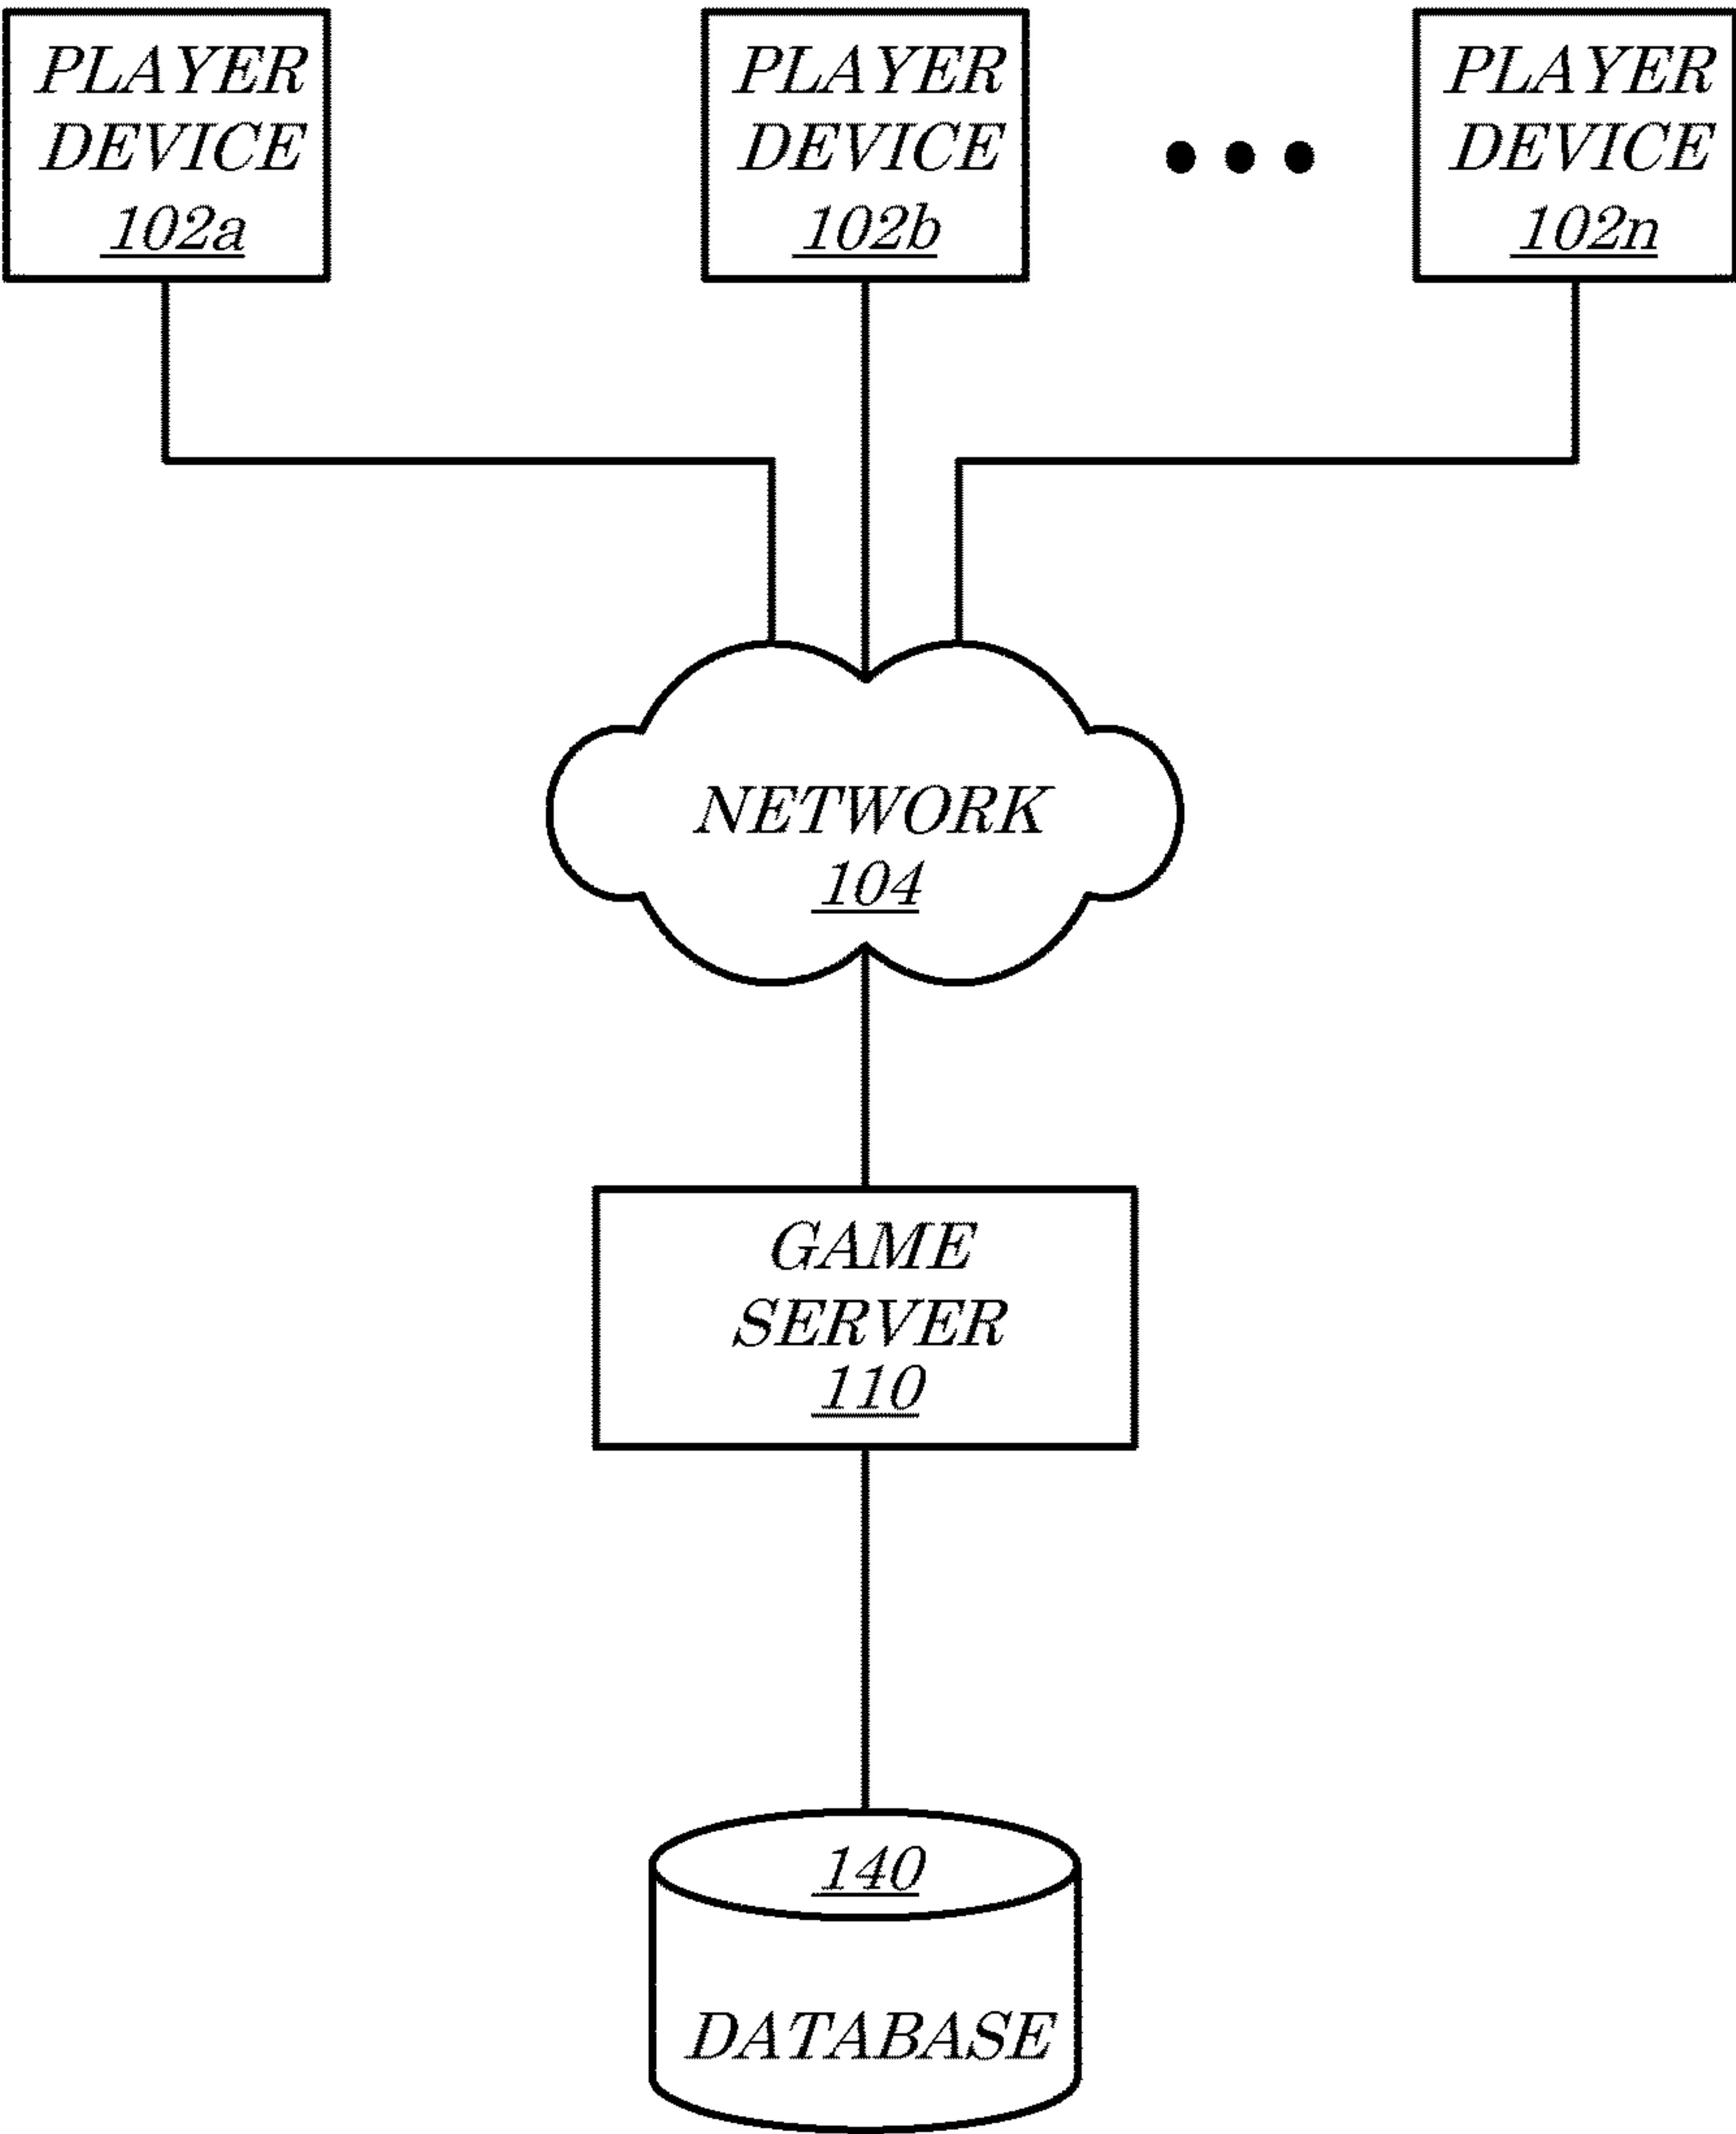 PLAYER
DEVICE
102a
PLAYER
DEVICE
102b
PLAYER
DEVICE
102n
NETWORK
104
GAME
SERVER
110
140
DATABASE